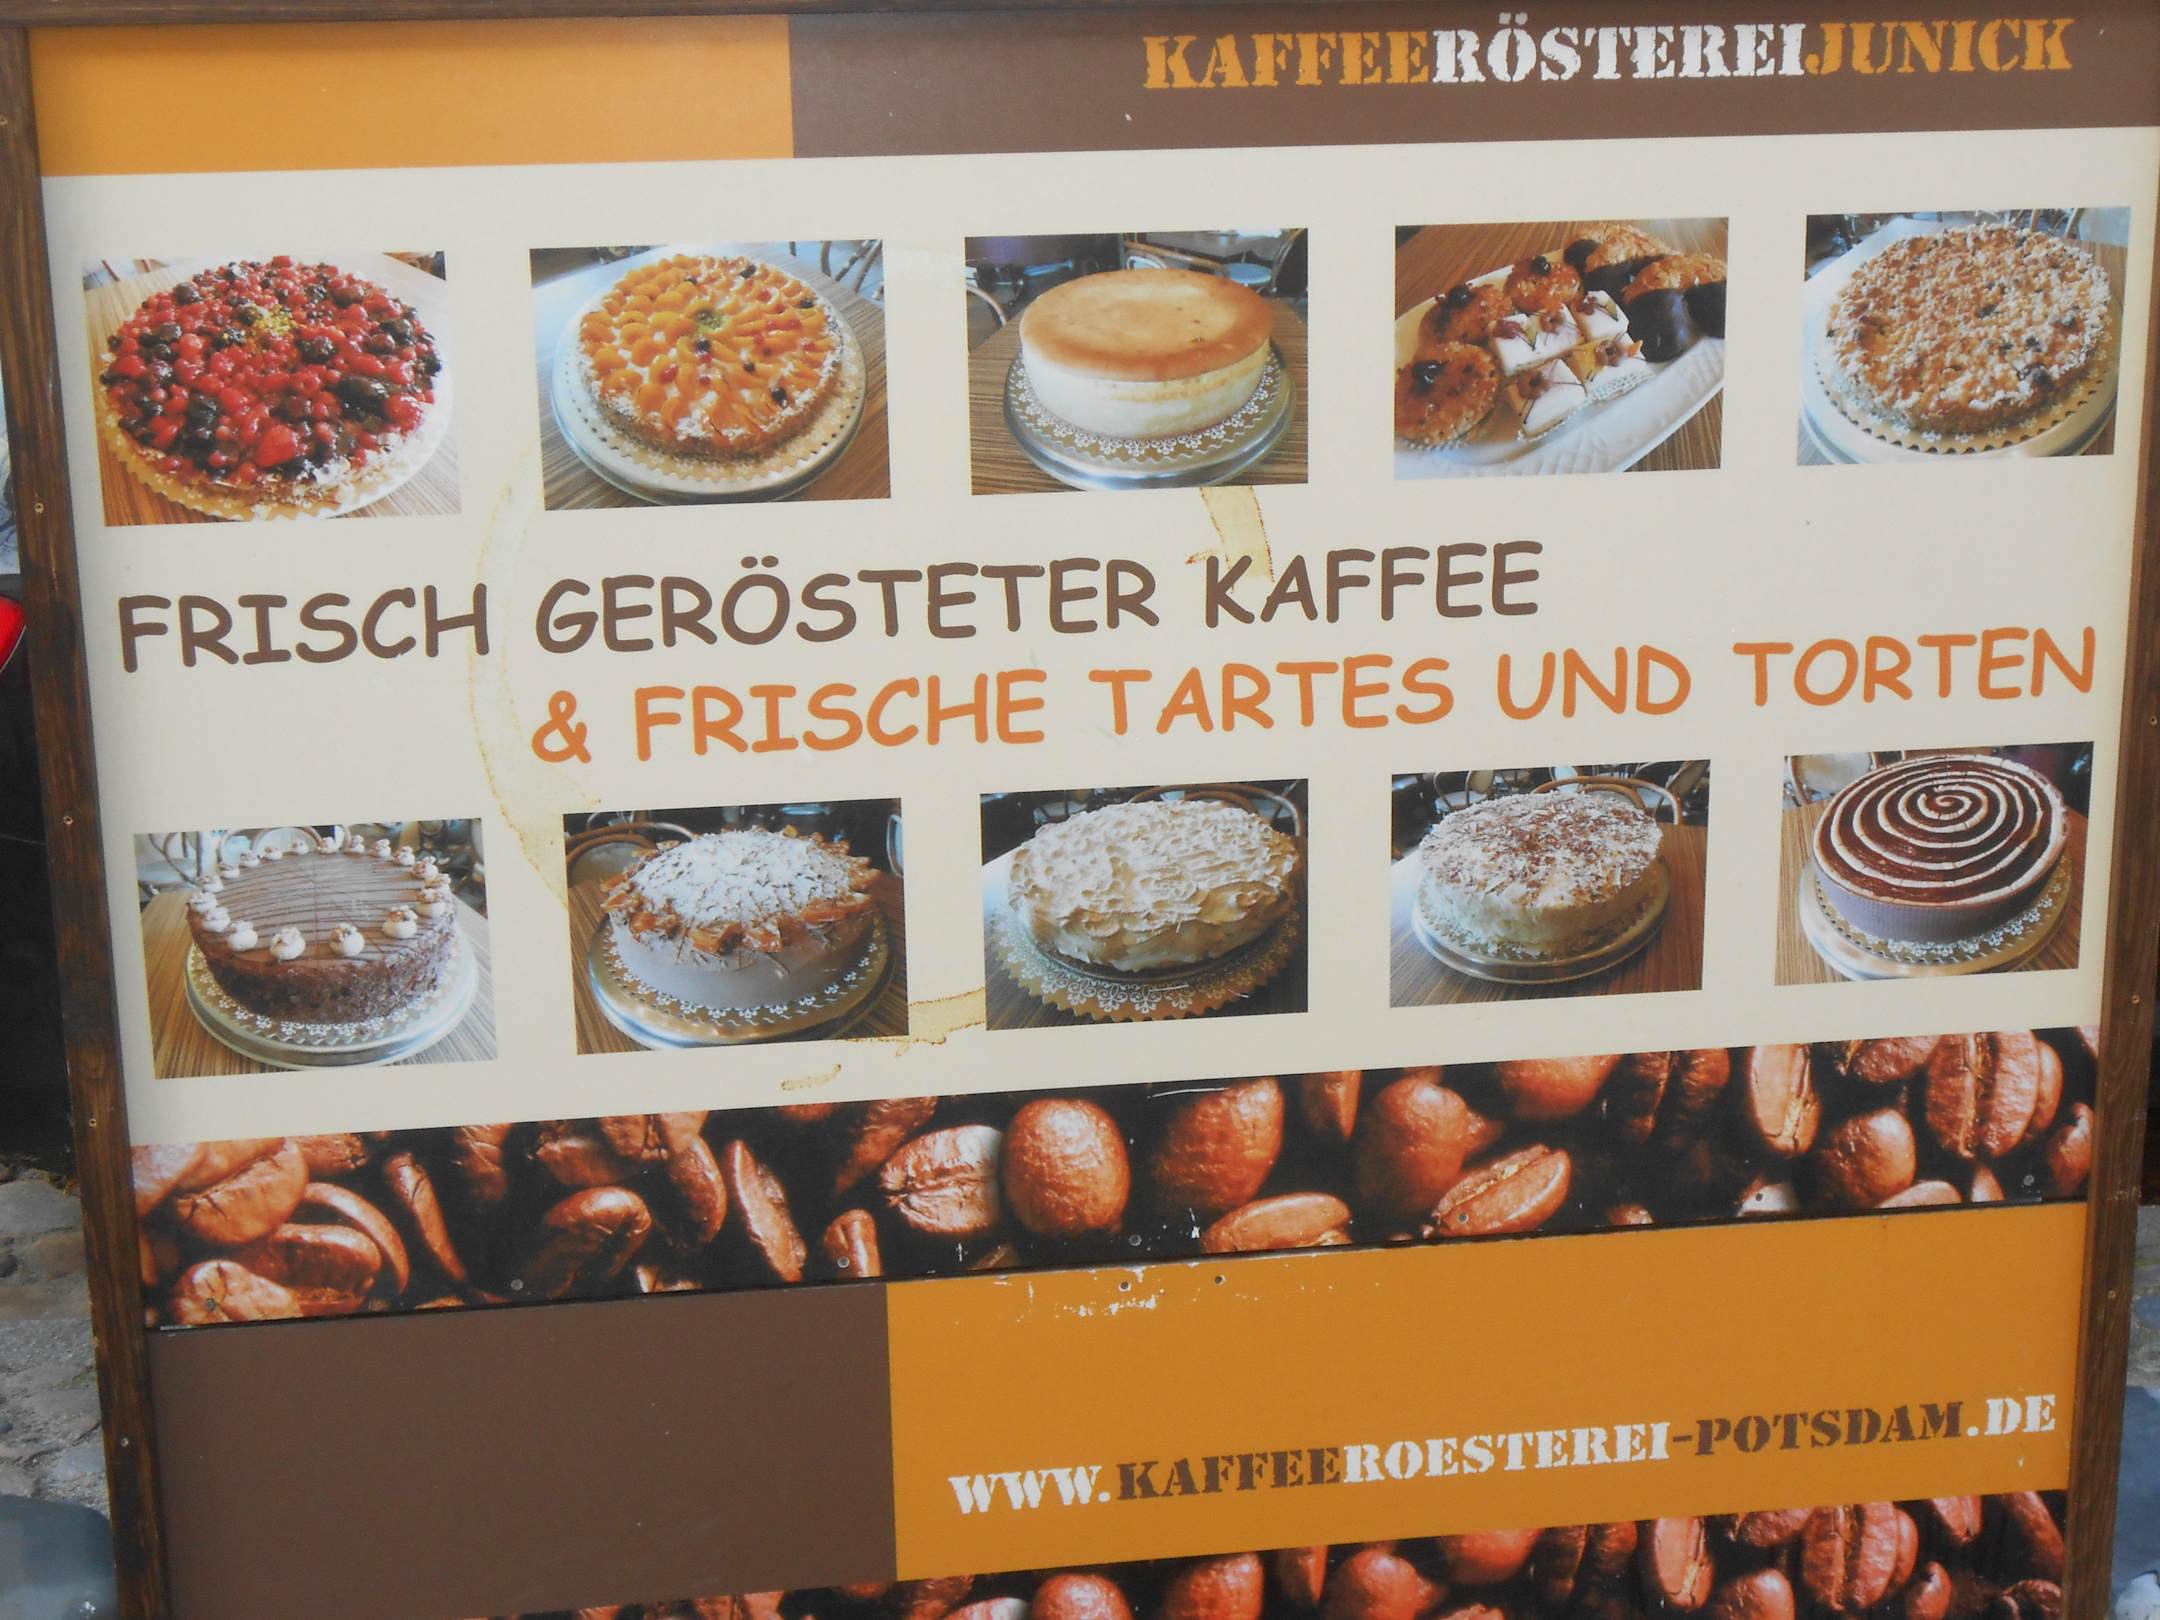 KAFFEERÖSTEREIJUNICK
FRISCH GERÖSTETER KAFFEE
& FRISCHE TARTES UND TORTEN
WWW.KAFFEEROESTEREI-POTSDAM.DE